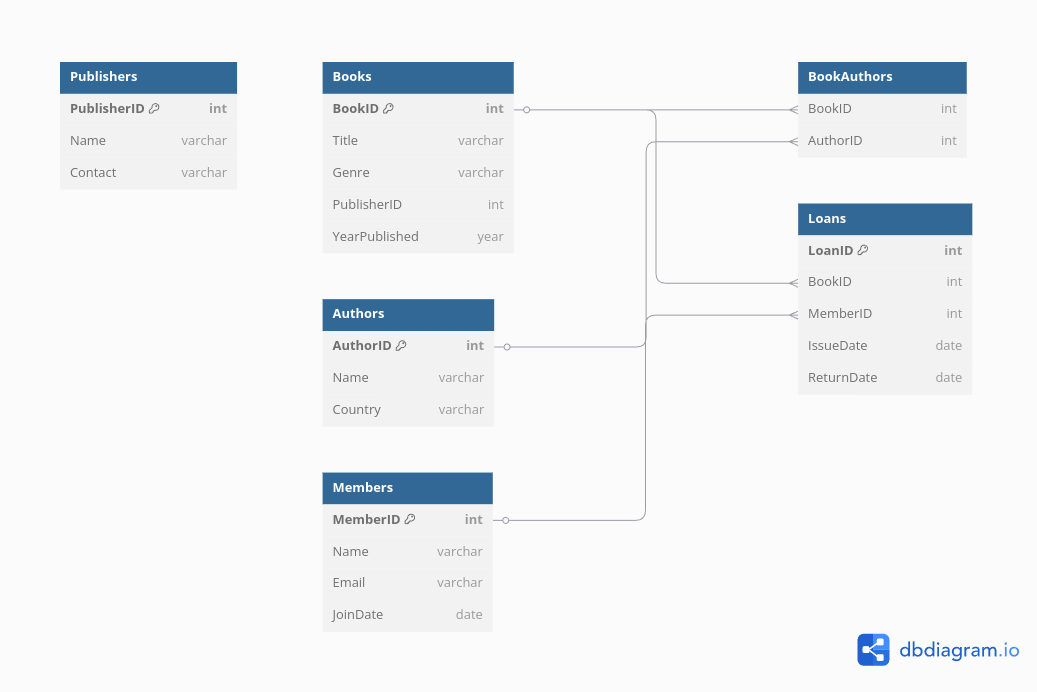 Publishers
PublisherID int
Name varchar
Contact varchar
Books
BookID int
Title varchar
Genre varchar
PublisherID int
YearPublished year
Authors
AuthorID int
Name varchar
Country varchar
Members
MemberID int
Name varchar
Email varchar
JoinDate date
BookAuthors
BookID int
AuthorID int
Loans
LoanID int
BookID int
MemberID int
IssueDate date
ReturnDate date
dbdiagram.io